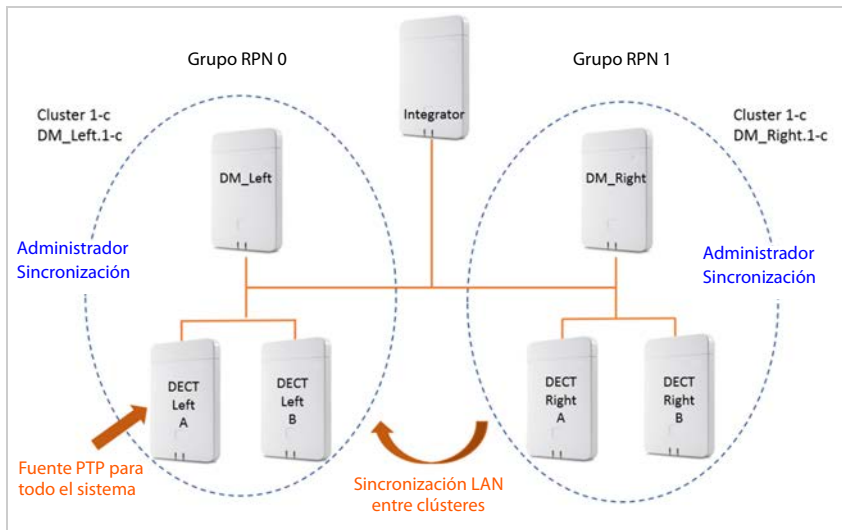 Grupo RPN 0
Grupo RPN 1
Integrator
Cluster 1-c
DM_Left.1-c
Cluster 1-c
DM_Right.1-c
DM_Left
DM_Right
Administrador
Sincronización
Administrador
Sincronización
DECT
Left
A
DECT
Left
B
DECT
Right
A
DECT
Right
B
Fuente PTP para
todo el sistema
Sincronización LAN
entre clústeres